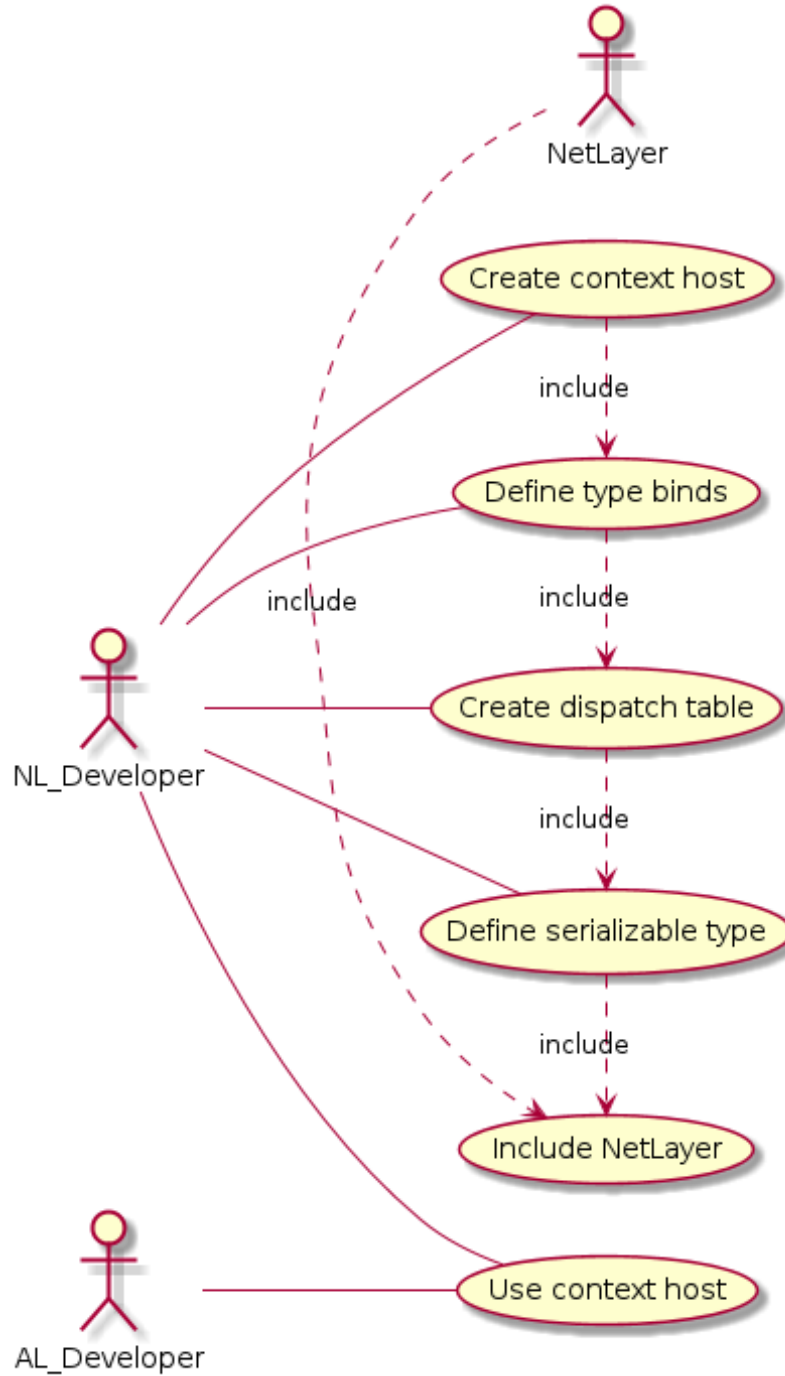 NetLayer
Create context host
include
Define type binds
include
include
NL_Developer
Create dispatch table
include
Define serializable type
include
Include NetLayer
AL_Developer
Use context host